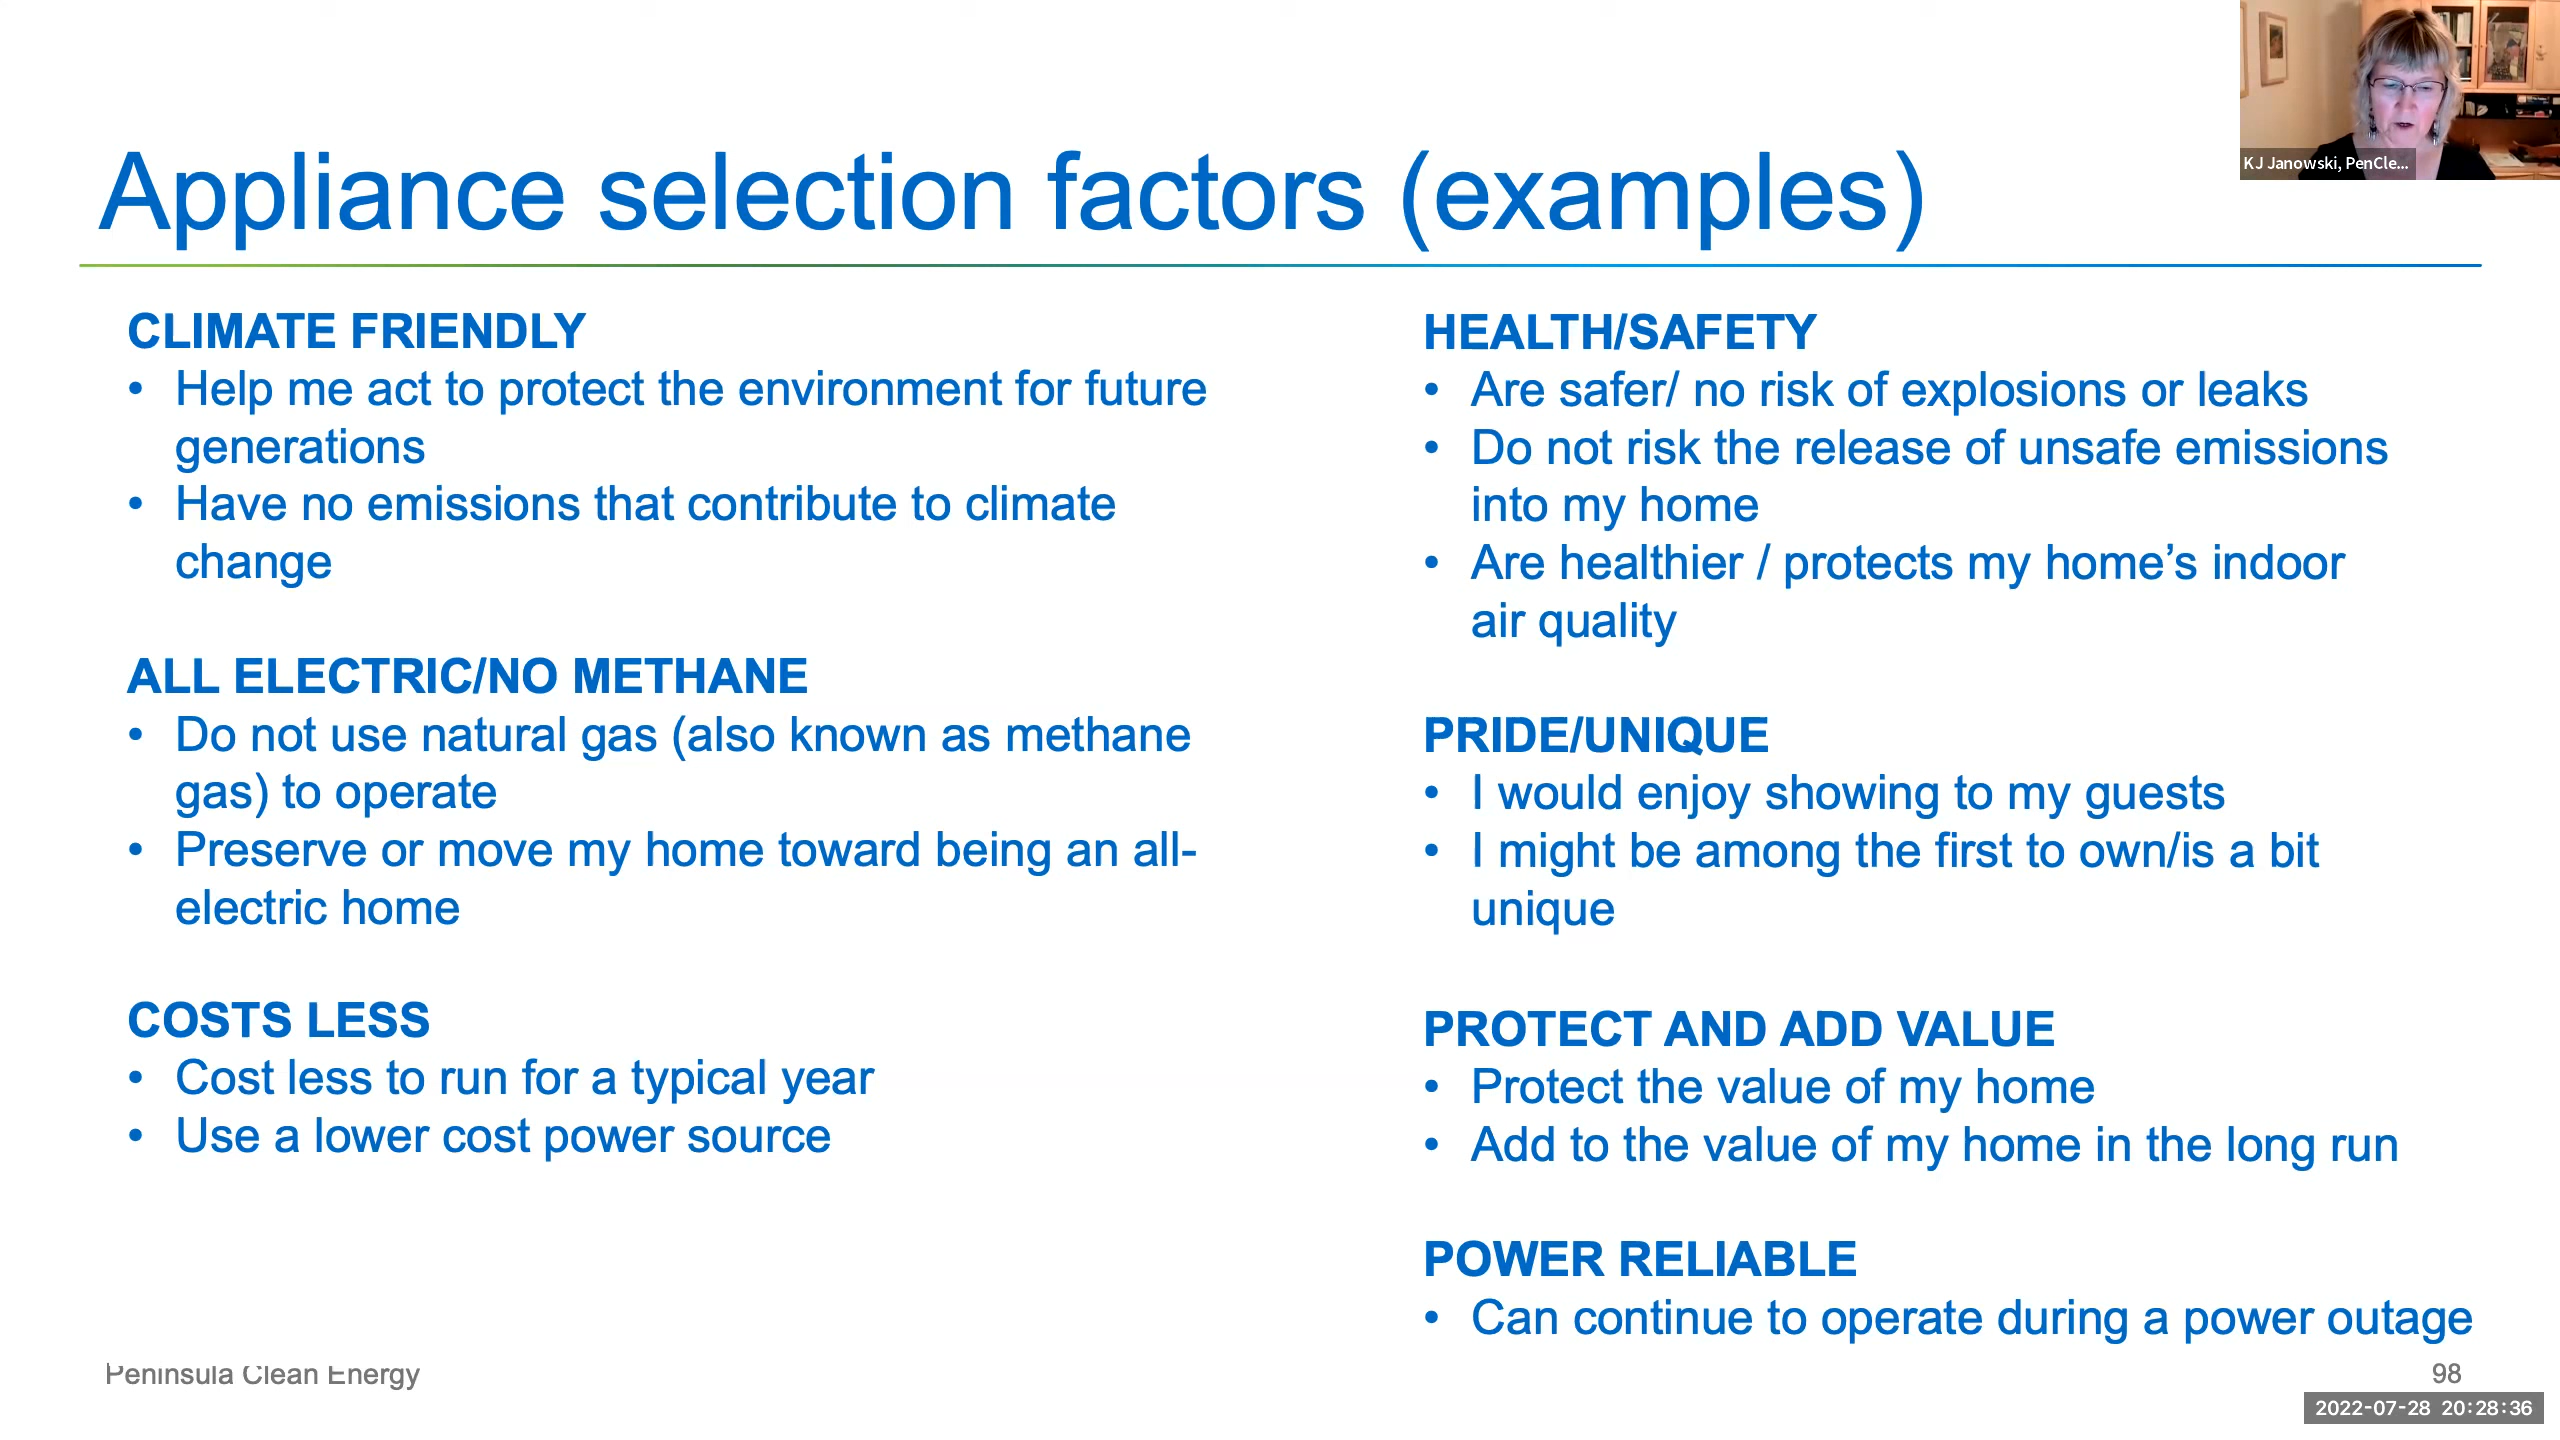 Appliance selection factors (examples)
KJ Janowski, PenCle...
CLIMATE FRIENDLY
• Help me act to protect the environment for future
generations
• Have no emissions that contribute to climate
change
ALL ELECTRIC/NO METHANE
• Do not use natural gas (also known as methane
gas) to operate
• Preserve or move my home toward being an all-
electric home
COSTS LESS
• Cost less to run for a typical year
• Use a lower cost power source
HEALTH/SAFETY
• Are safer/ no risk of explosions or leaks
• Do not risk the release of unsafe emissions
into my home
• Are healthier / protects my home’s indoor
air quality
PRIDE/UNIQUE
• I would enjoy showing to my guests
• I might be among the first to own/is a bit
unique
PROTECT AND ADD VALUE
• Protect the value of my home
• Add to the value of my home in the long run
POWER RELIABLE
• Can continue to operate during a power outage
Peninsula Clean Energy
98
2022-07-28 20:28:36